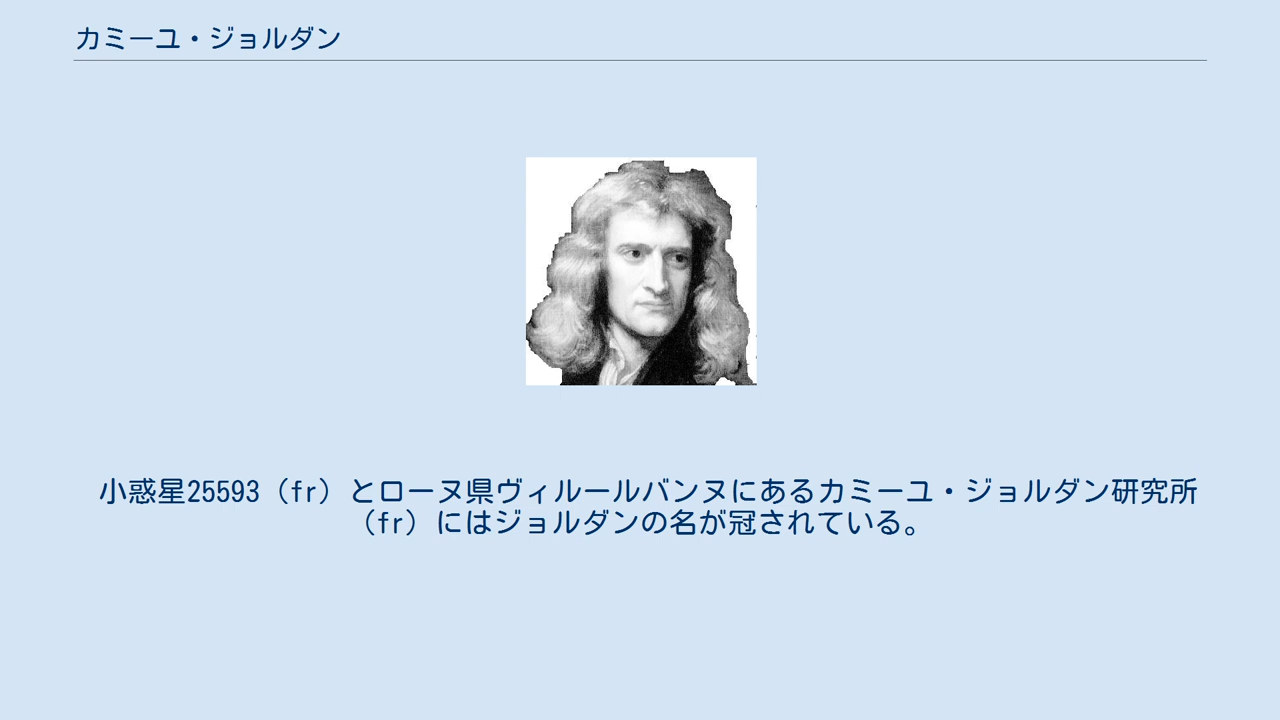 カミーユ・ジョルダン
小惑星25593（fr）とローヌ県ヴィルールバンヌにあるカミーユ・ジョルダン研究所
（fr）にはジョルダンの名が冠されている。